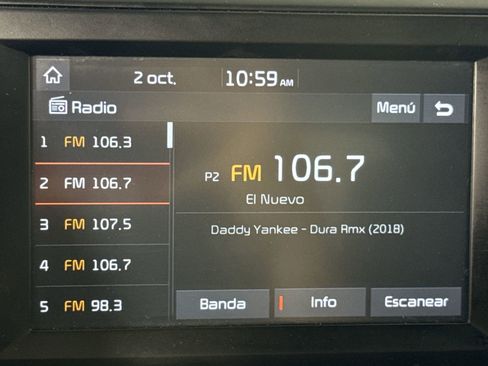 2 oct. 10:59 AM
Radio Menú
1 FM 106.3
2 FM 106.7
3 FM 107.5
4 FM 106.7
5 FM 98.3
P2 FM 106.7
El Nuevo
Daddy Yankee - Dura Rmx (2018)
Banda Info Escanear